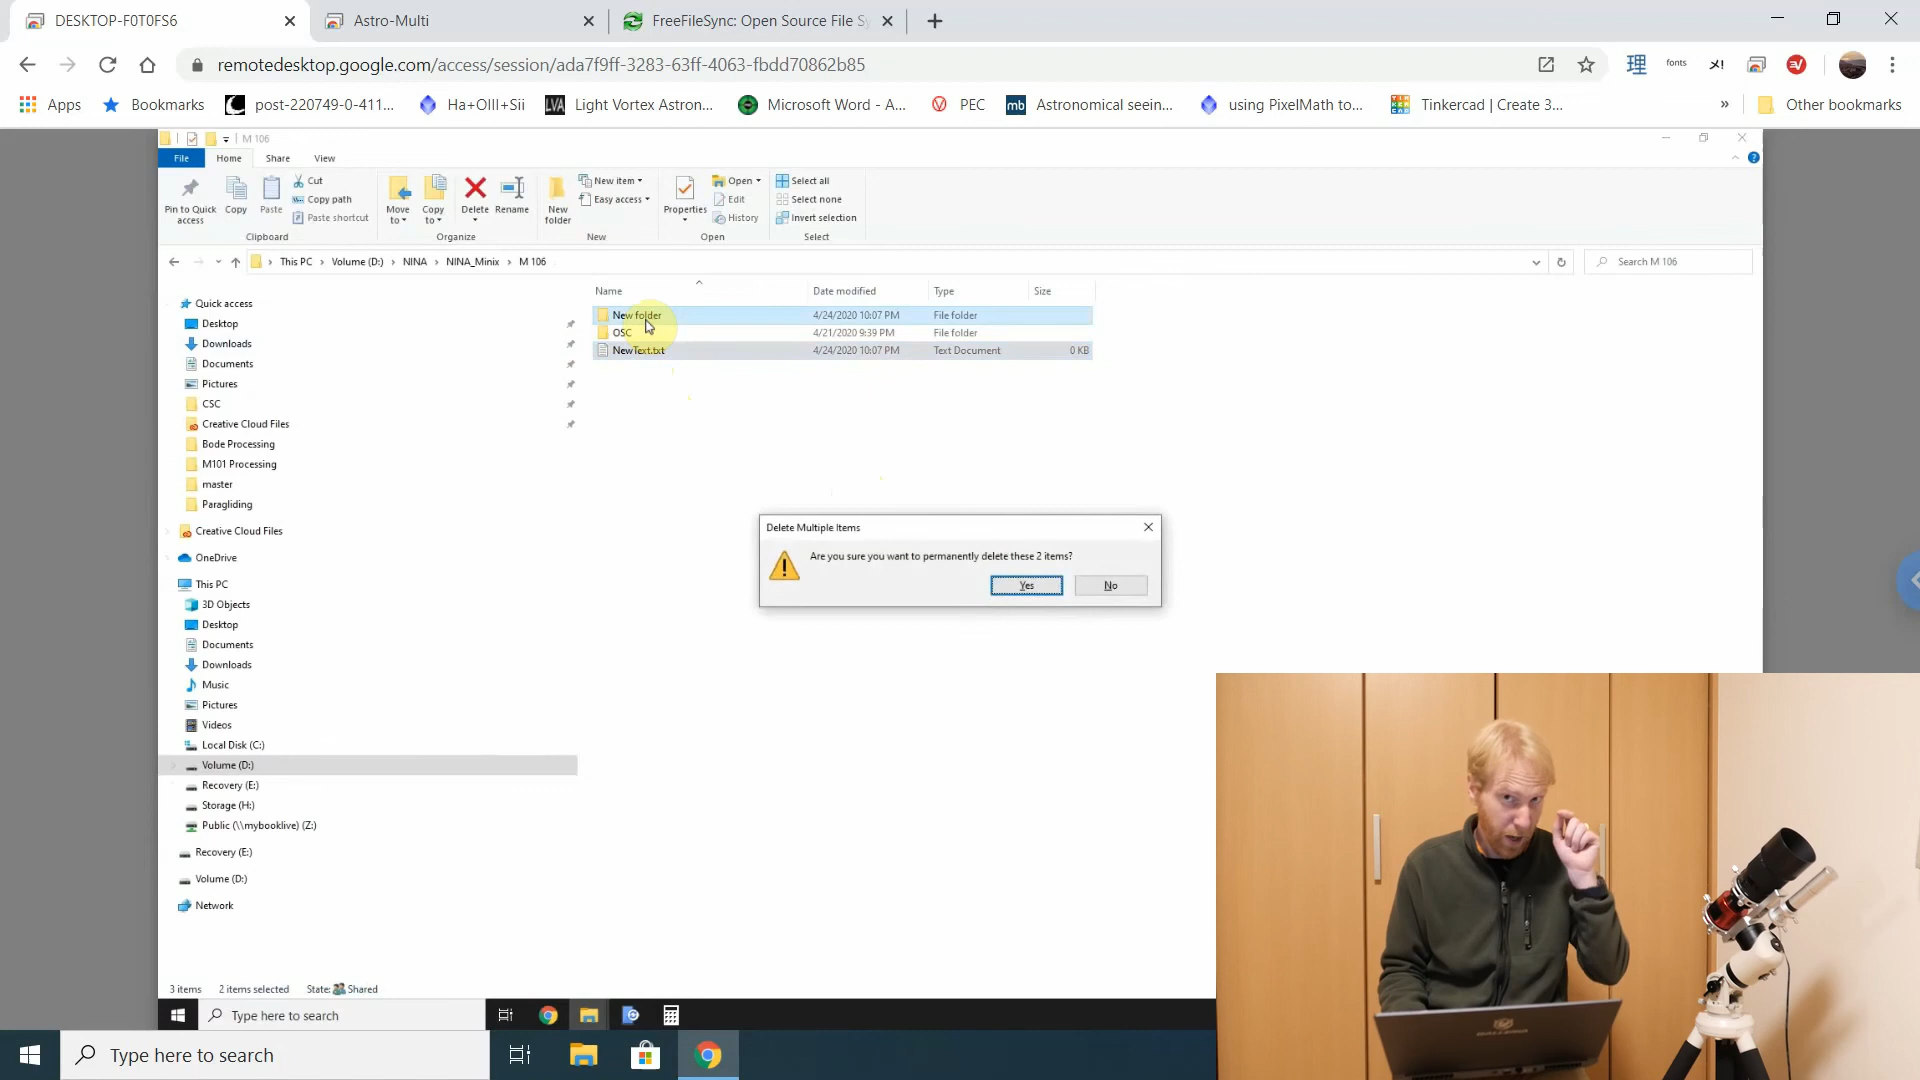 DESKTOP-F0T0FS6
Astro-Multi
FreeFileSync: Open Source File Sy
remotedesktop.google.com/access/session/ada7f9ff-3283-63ff-4063-fbdd70862b85
理
fonts
Apps
Bookmarks
post-220749-0-411...
Ha+OIII+Sii
LVA Light Vortex Astron...
Microsoft Word - A...
PEC
mb Astronomical seein...
using PixelMath to...
Tinkercad | Create 3...
»
Other bookmarks
M 106
File
Home
Share
View
Pin to Quick access
Copy
Paste
Cut
Copy path
Paste shortcut
Clipboard
Move to
Copy to
Delete
Rename
Organize
New folder
New item
Easy access
New
Properties
Open
Edit
History
Open
Select all
Select none
Invert selection
Select
This PC > Volume (D:) > NINA > NINA_Minix > M 106
Search M 106
Name
Date modified
Type
Size
New folder 4/24/2020 10:07 PM File folder
OSC 4/21/2020 9:39 PM File folder
NewText.txt 4/24/2020 10:07 PM Text Document 0 KB
Quick access
Desktop
Downloads
Documents
Pictures
CSC
Creative Cloud Files
Bode Processing
M101 Processing
master
Paragliding
Creative Cloud Files
OneDrive
This PC
3D Objects
Desktop
Documents
Downloads
Music
Pictures
Videos
Local Disk (C:)
Volume (D:)
Recovery (E:)
Storage (H:)
Public (\\mybooklive) (Z:)
Recovery (E:)
Volume (D:)
Network
Delete Multiple Items
Are you sure you want to permanently delete these 2 items?
Yes
No
3 items
2 items selected
State: Shared
Type here to search
Type here to search